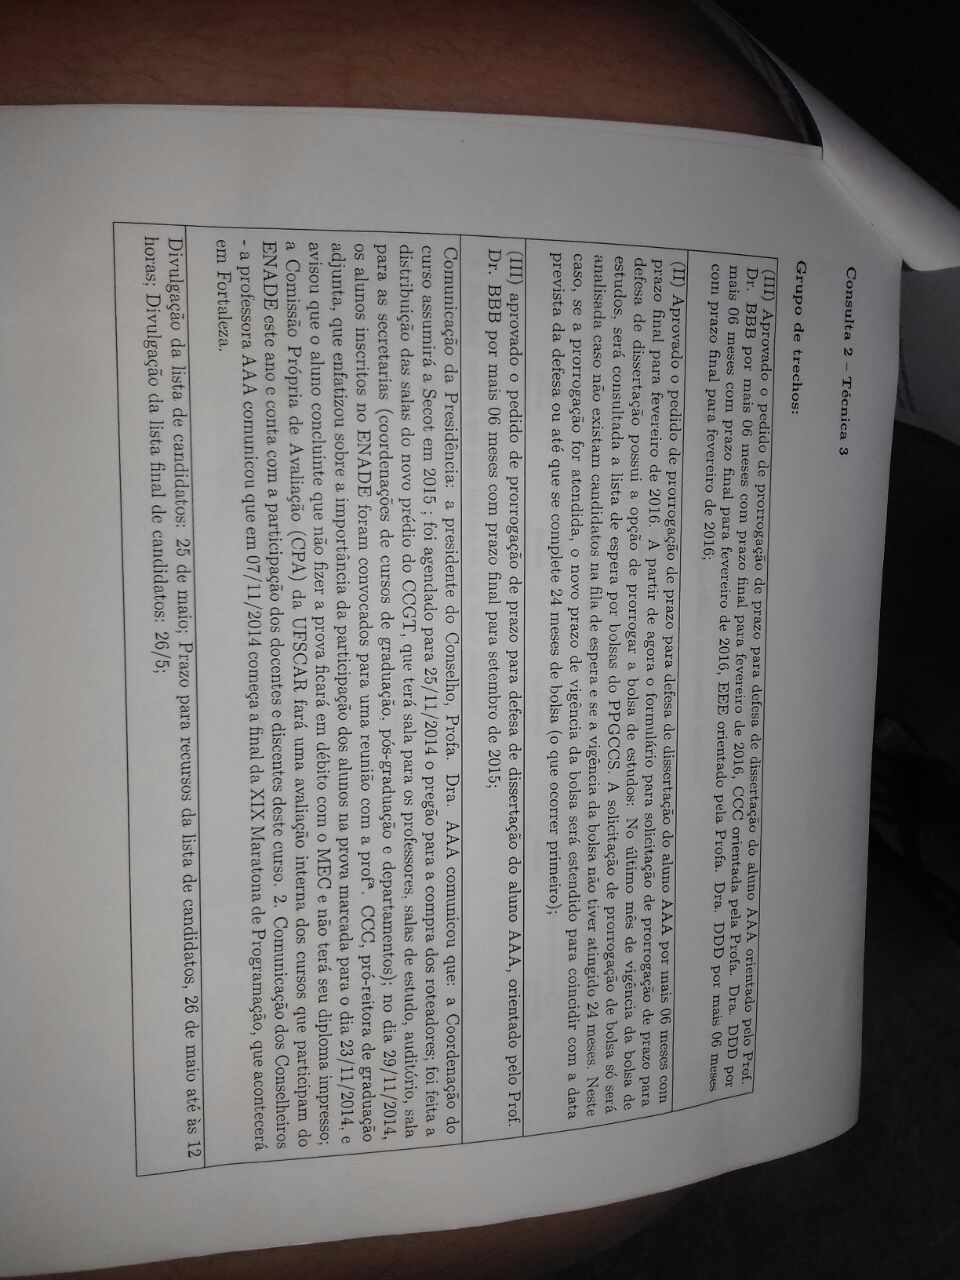 Consulta 2 – Técnica 3
Grupo de trechos:
(III) Aprovado o pedido de prorrogação de prazo para defesa de dissertação do aluno AAA orientado pelo Prof.
Dr. BBB por mais 06 meses com prazo final para fevereiro de 2016, CCC orientada pela Profa. Dra. DDD por
mais 06 meses com prazo final para fevereiro de 2016, EEE orientado pela Profa. Dra. DDD por mais 06 meses
com prazo final para fevereiro de 2016;
(II) Aprovado o pedido de prorrogação de prazo para defesa de dissertação do aluno AAA por mais 06 meses com
prazo final para fevereiro de 2016. A partir de agora o formulário para solicitação de prorrogação de prazo para
defesa de dissertação possui a opção de prorrogar a bolsa de estudos: No último mês de vigência da bolsa de
estudos, será consultada a lista de espera por bolsas do PPGCCS. A solicitação de prorrogação de bolsa só será
analisada caso não existam candidatos na fila de espera e se a vigência da bolsa não tiver atingido 24 meses. Neste
caso, se a prorrogação for atendida, o novo prazo de vigência da bolsa será estendido para coincidir com a data
prevista da defesa ou até que se complete 24 meses de bolsa (o que ocorrer primeiro);
(III) aprovado o pedido de prorrogação de prazo para defesa de dissertação do aluno AAA, orientado pelo Prof.
Dr. BBB por mais 06 meses com prazo final para setembro de 2015;
Comunicação da Presidência: a presidente do Conselho, Profa. Dra. AAA comunicou que: a Coordenação do
curso assumirá a Secot em 2015 ; foi agendado para 25/11/2014 o pregão para a compra dos roteadores; foi feita a
distribuição das salas do novo prédio do CCGT, que terá sala para os professores, salas de estudo, auditório, sala
para as secretarias (coordenações de cursos de graduação, pós-graduação e departamentos); no dia 29/11/2014,
os alunos inscritos no ENADE foram convocados para uma reunião com a profª. CCC, pró-reitora de graduação
adjunta, que enfatizou sobre a importância da participação dos alunos na prova marcada para o dia 23/11/2014, e
avisou que o aluno concluinte que não fizer a prova ficará em débito com o MEC e não terá seu diploma impresso;
a Comissão Própria de Avaliação (CPA) da UFSCAR fará uma avaliação interna dos cursos que participam do
ENADE este ano e conta com a participação dos docentes e discentes deste curso. 2. Comunicação dos Conselheiros
- a professora AAA comunicou que em 07/11/2014 começa a final da XIX Maratona de Programação, que acontecerá
em Fortaleza.
Divulgação da lista de candidatos: 25 de maio; Prazo para recursos da lista de candidatos, 26 de maio até às 12
horas; Divulgação da lista final de candidatos: 26/5;